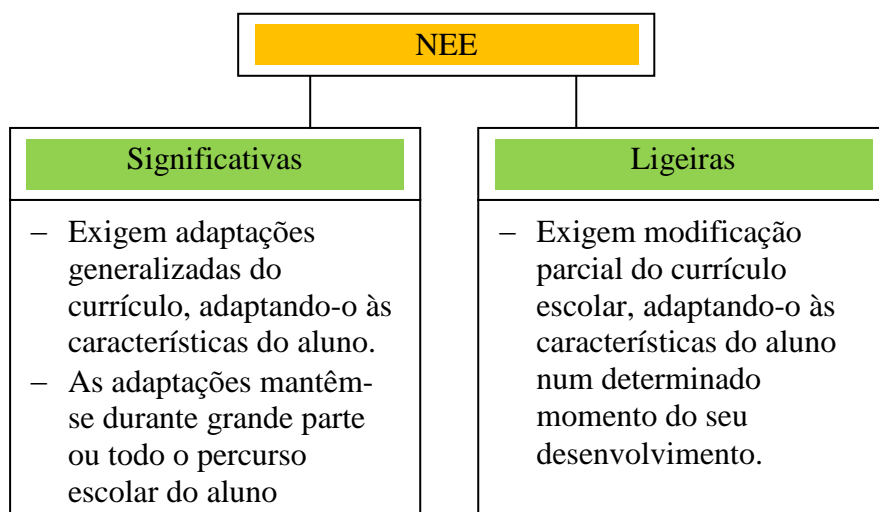 NEE
Significativas
− Exigem adaptações
generalizadas do
currículo, adaptando-o às
características do aluno.
− As adaptações mantêm-
se durante grande parte
ou todo o percurso
escolar do aluno
Ligeiras
− Exigem modificação
parcial do currículo
escolar, adaptando-o às
características do aluno
num determinado
momento do seu
desenvolvimento.